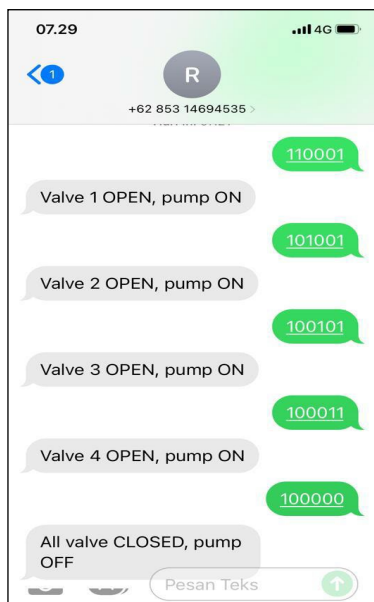 07.29
4G
1
R
+62 853 14694535
110001
Valve 1 OPEN, pump ON
101001
Valve 2 OPEN, pump ON
100101
Valve 3 OPEN, pump ON
100011
Valve 4 OPEN, pump ON
100000
All valve CLOSED, pump
OFF
Pesan Teks